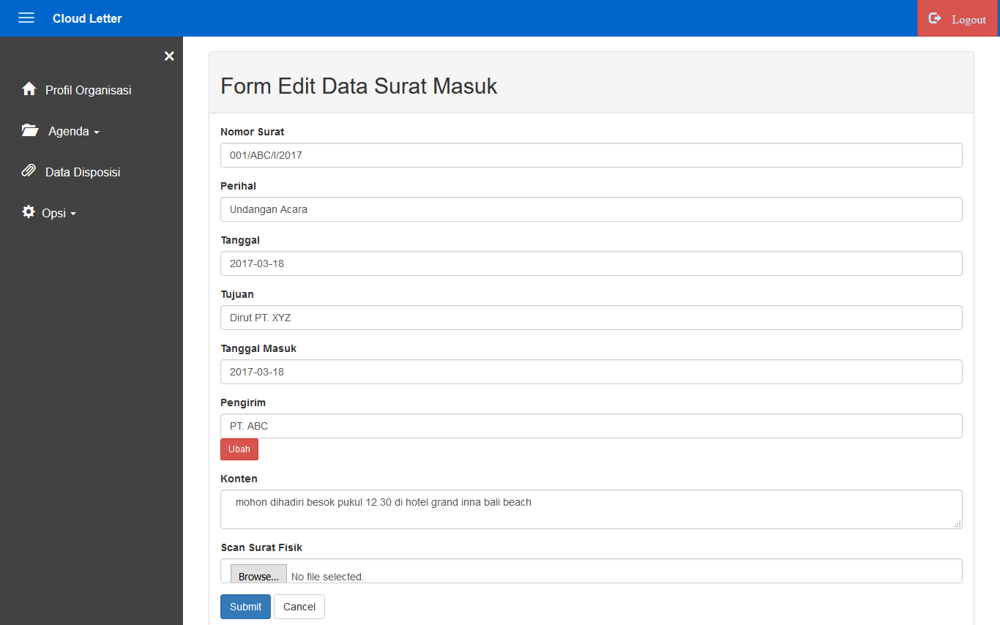 Cloud Letter
Logout
×
Profil Organisasi
Agenda
Data Disposisi
Opsi
Form Edit Data Surat Masuk
Nomor Surat
001/ABC/I/2017
Perihal
Undangan Acara
Tanggal
2017-03-18
Tujuan
Dirut PT. XYZ
Tanggal Masuk
2017-03-18
Pengirim
PT. ABC
Ubah
Konten
mohon dihadiri besok pukul 12.30 di hotel grand inna bali beach
Scan Surat Fisik
Browse... No file selected.
Submit Cancel